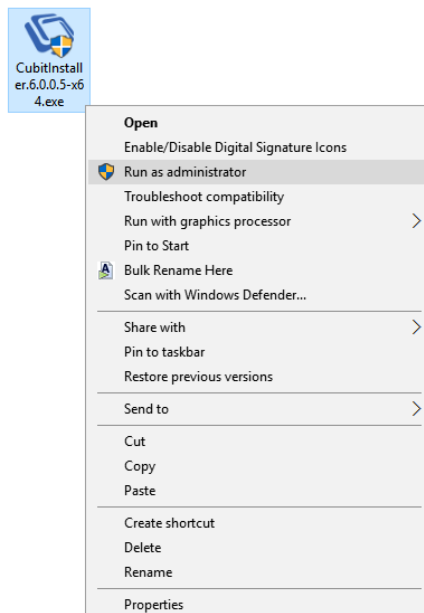 CubitInstall
er.6.0.0.5-x6
4.exe
Open
Enable/Disable Digital Signature Icons
Run as administrator
Troubleshoot compatibility
Run with graphics processor
Pin to Start
Bulk Rename Here
Scan with Windows Defender...
Share with
Pin to taskbar
Restore previous versions
Send to
Cut
Copy
Paste
Create shortcut
Delete
Rename
Properties